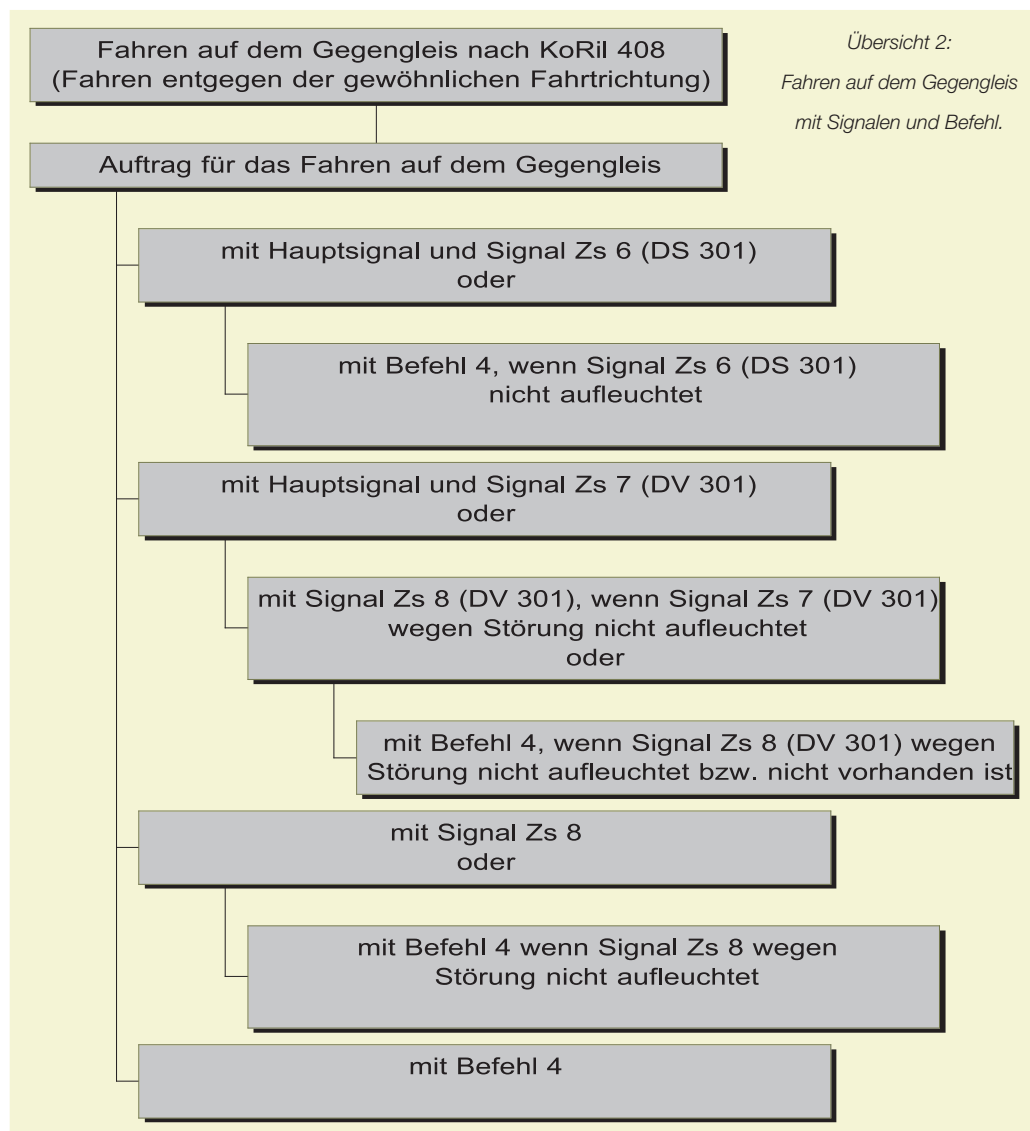 Fahren auf dem Gegengleis nach KoRil 408
(Fahren entgegen der gewöhnlichen Fahrtrichtung)
Übersicht 2:
Fahren auf dem Gegengleis
mit Signalen und Befehl.
Auftrag für das Fahren auf dem Gegengleis
mit Hauptsignal und Signal Zs 6 (DS 301)
oder
mit Befehl 4, wenn Signal Zs 6 (DS 301)
nicht aufleuchtet
mit Hauptsignal und Signal Zs 7 (DV 301)
oder
mit Signal Zs 8 (DV 301), wenn Signal Zs 7 (DV 301)
wegen Störung nicht aufleuchtet
oder
mit Befehl 4, wenn Signal Zs 8 (DV 301) wegen
Störung nicht aufleuchtet bzw. nicht vorhanden ist
mit Signal Zs 8
oder
mit Befehl 4 wenn Signal Zs 8 wegen
Störung nicht aufleuchtet
mit Befehl 4